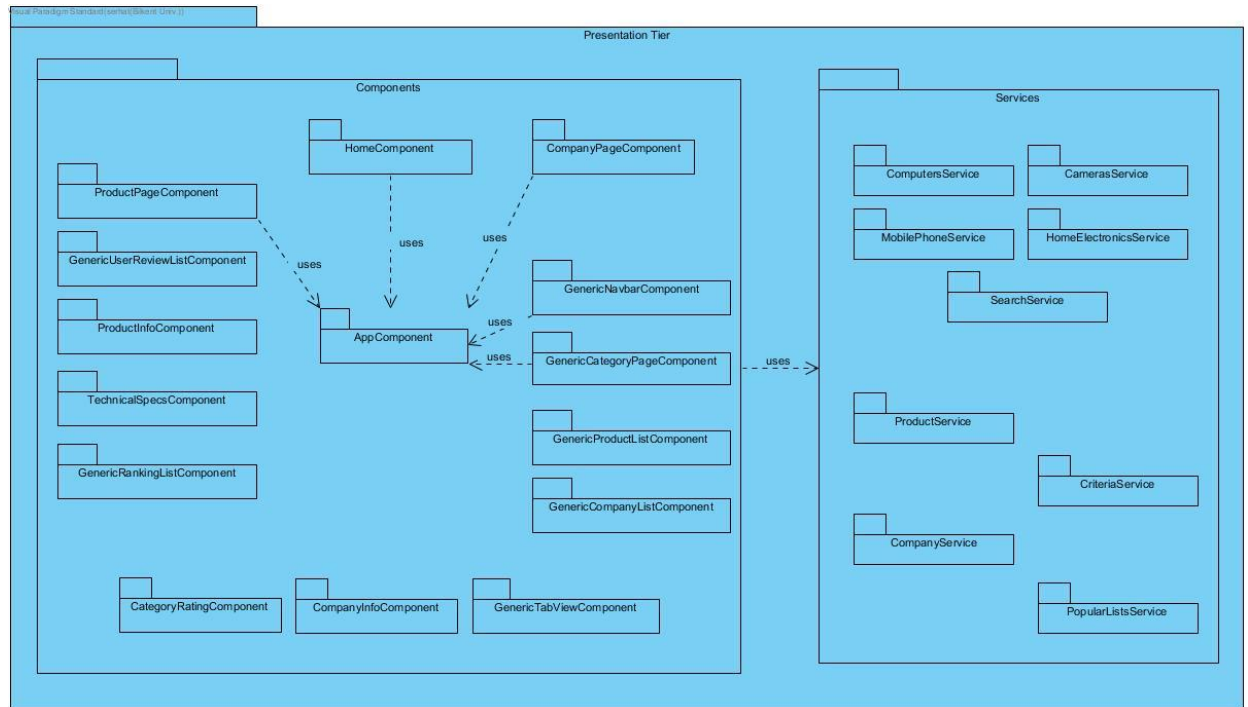 Visual Paradigm Standard(serhat(Bilkent Univ.))
Presentation Tier
Components
HomeComponent
CompanyPageComponent
ProductPageComponent
uses
uses
uses
GenericUserReviewListComponent
GenericNavbarComponent
ProductInfoComponent
AppComponent
uses
uses
GenericCategoryPageComponent
TechnicalSpecsComponent
GenericProductListComponent
GenericRankingListComponent
GenericCompanyListComponent
CategoryRatingComponent
CompanyInfoComponent
GenericTabViewComponent
uses
Services
ComputersService
CamerasService
MobilePhoneService
HomeElectronicsService
SearchService
ProductService
CriteriaService
CompanyService
PopularListsService